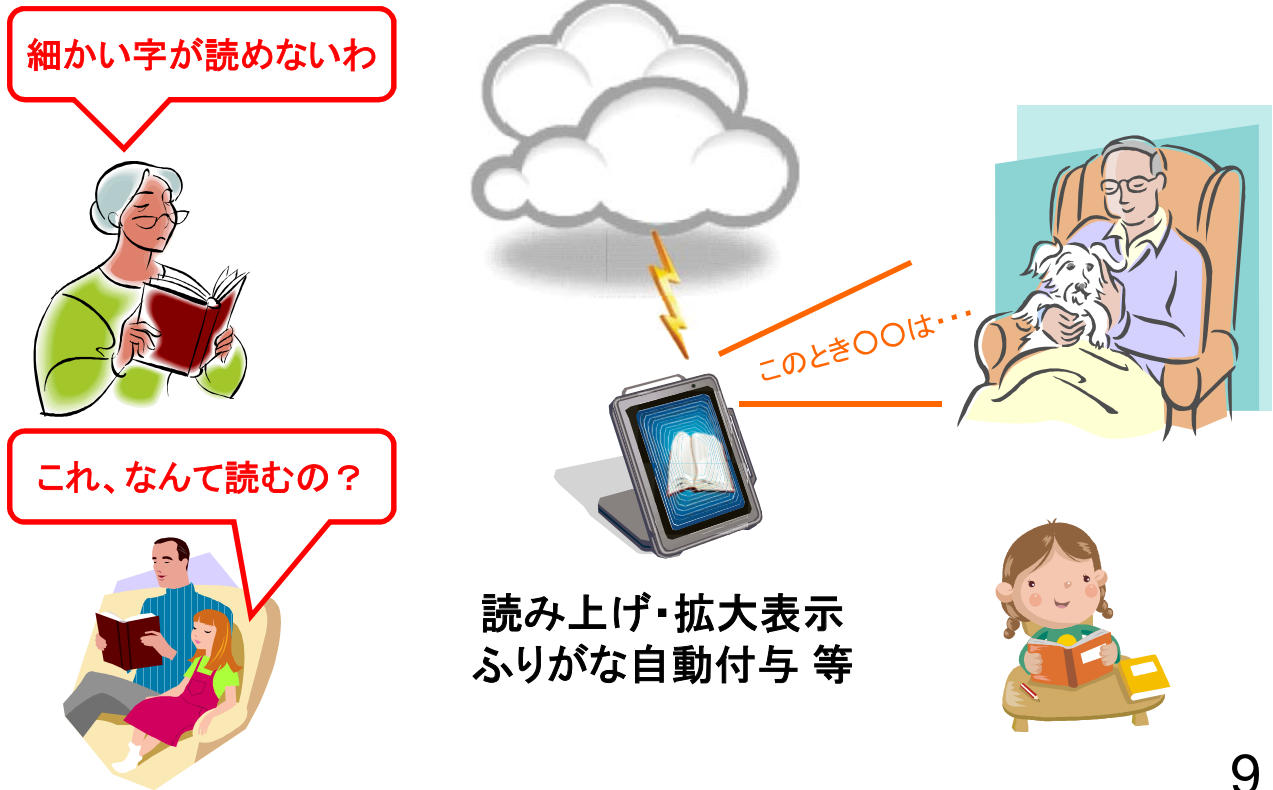 細かい字が読めないわ
このとき〇〇は・・・
これ、なんて読むの？
読み上げ・拡大表示
ふりがな自動付与 等
9